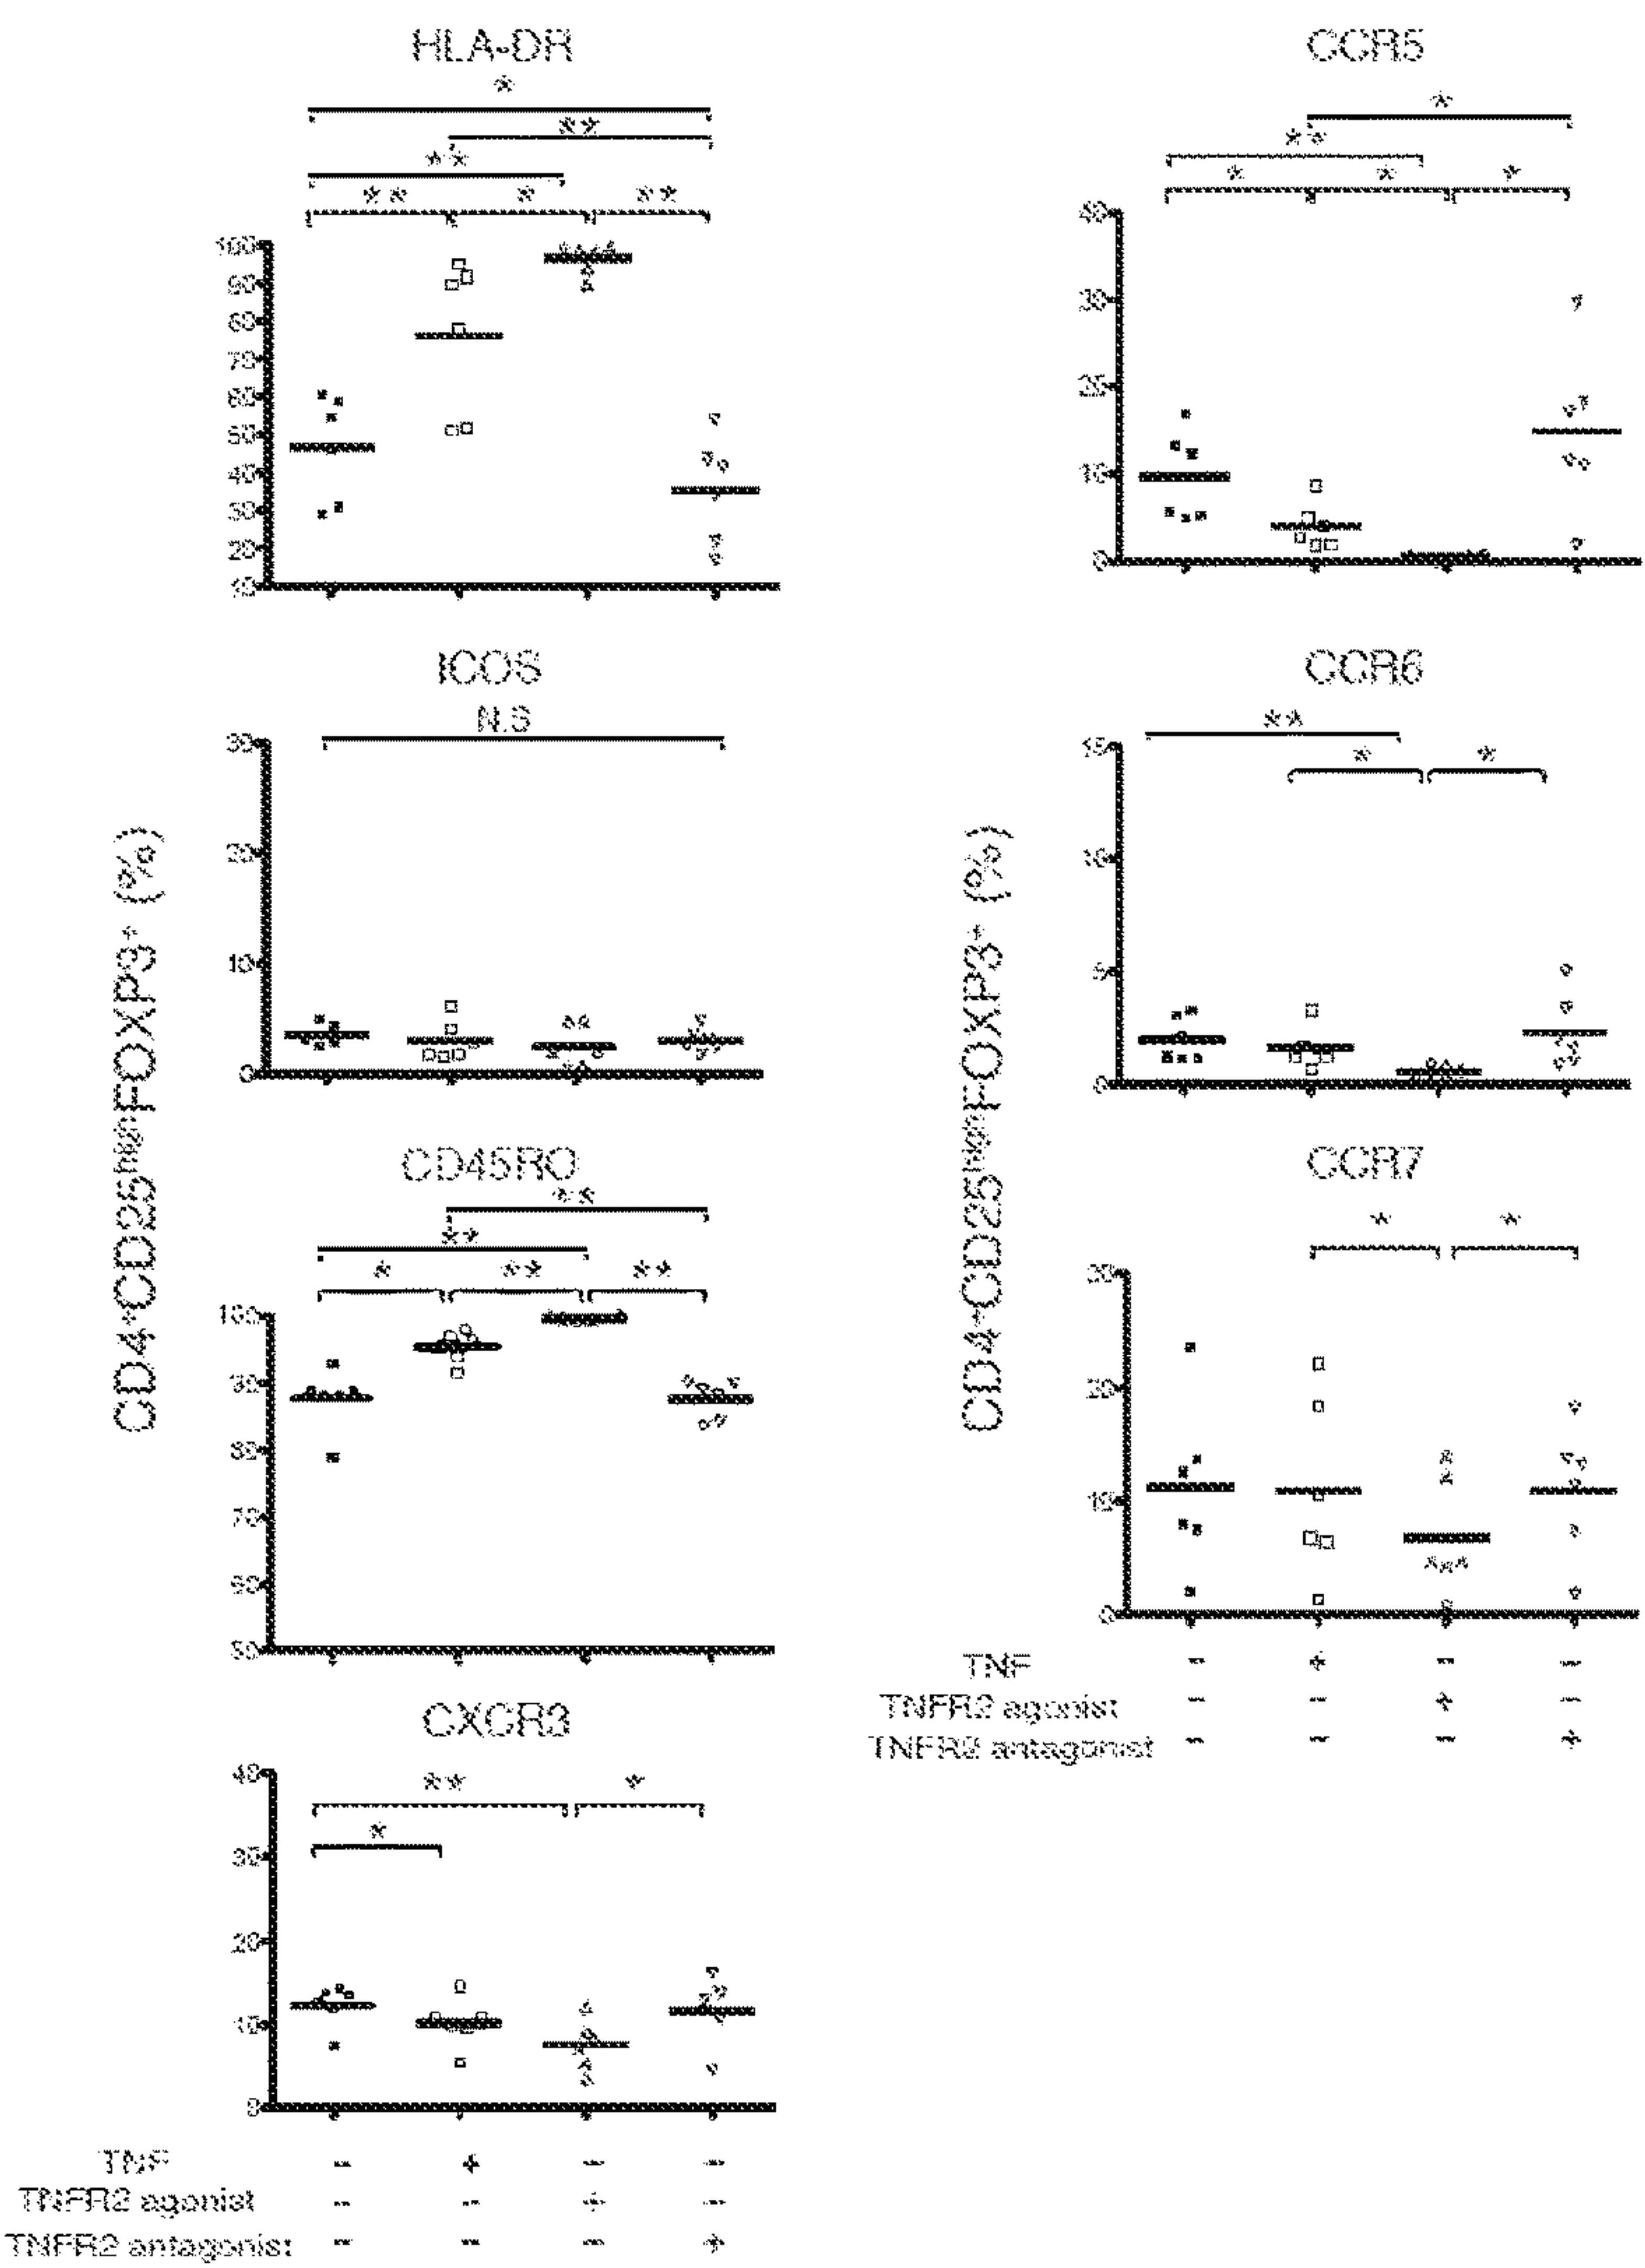 HLA-DR
*
**
**
** * **
100
90
80
70
60
50
40
30
20
10
ICOS
N.S
30
20
10
0
CD4+CD25highFOXP3+ (%)
CD45RO
**
**
* ** **
100
90
80
70
60
50
CXCR3
** *
*
40
30
20
10
0
TNF – + – –
TNFR2 agonist – – + –
TNFR2 antagonist – – – +
CCR5
*
**
* * *
40
30
20
10
0
CCR6
**
* *
15
10
5
0
CD4+CD25highFOXP3+ (%)
CCR7
* *
30
20
10
0
TNF – + – –
TNFR2 agonist – – + –
TNFR2 antagonist – – – +